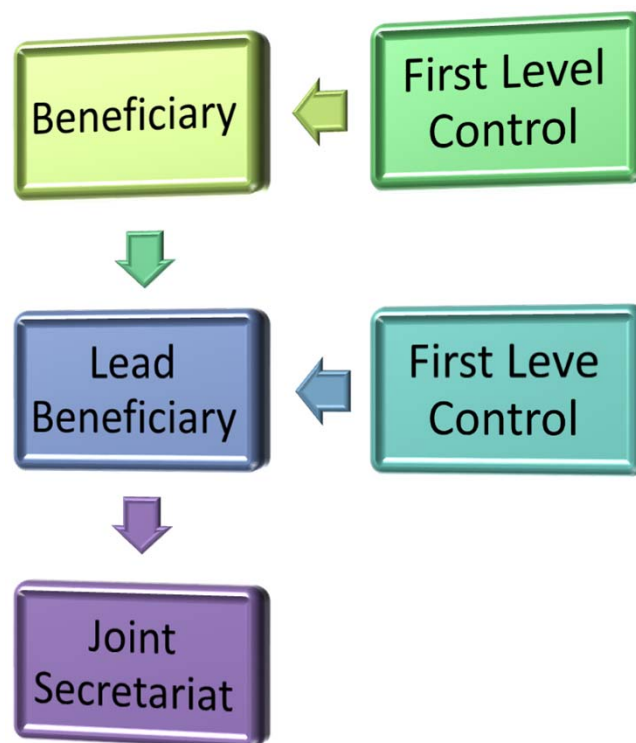 Beneficiary
First Level
Control
Lead
Beneficiary
First Leve
Control
Joint
Secretariat